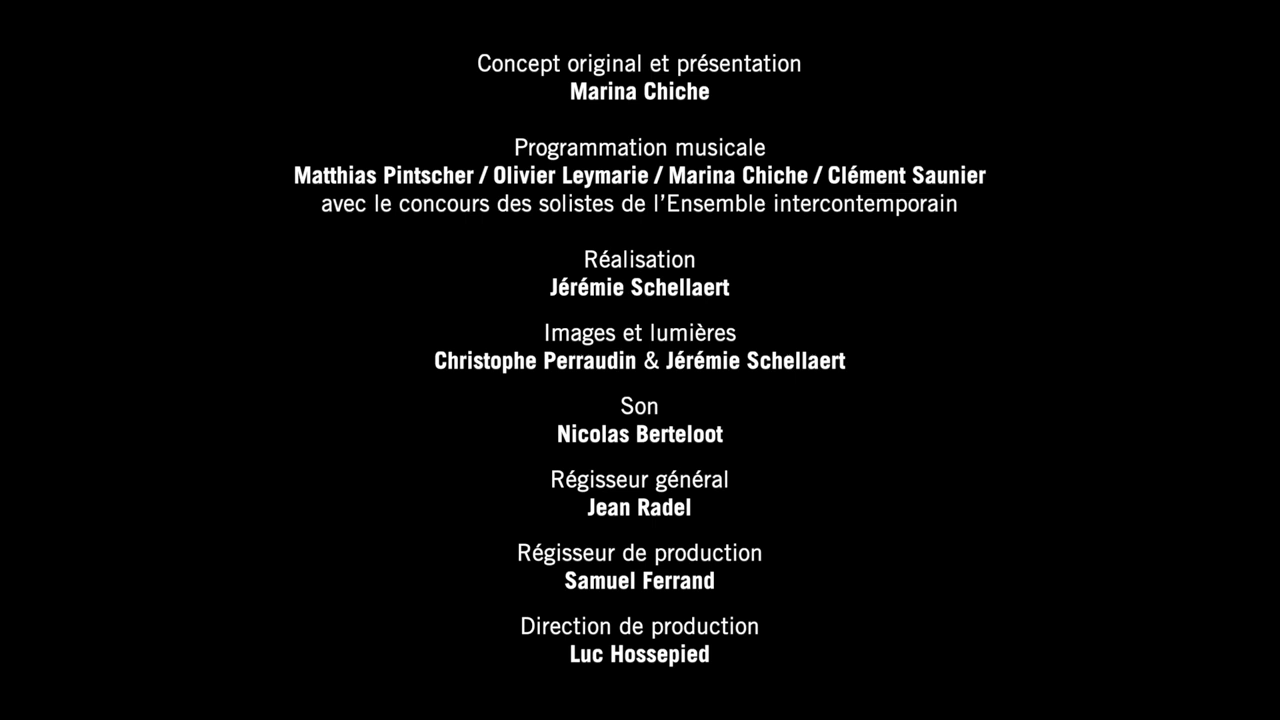 Concept original et présentation
Marina Chiche
Programmation musicale
Matthias Pintscher / Olivier Leymarie / Marina Chiche / Clément Saunier
avec le concours des solistes de l’Ensemble intercontemporain
Réalisation
Jérémie Schellaert
Images et lumières
Christophe Perraudin & Jérémie Schellaert
Son
Nicolas Berteloot
Régisseur général
Jean Radel
Régisseur de production
Samuel Ferrand
Direction de production
Luc Hossepied